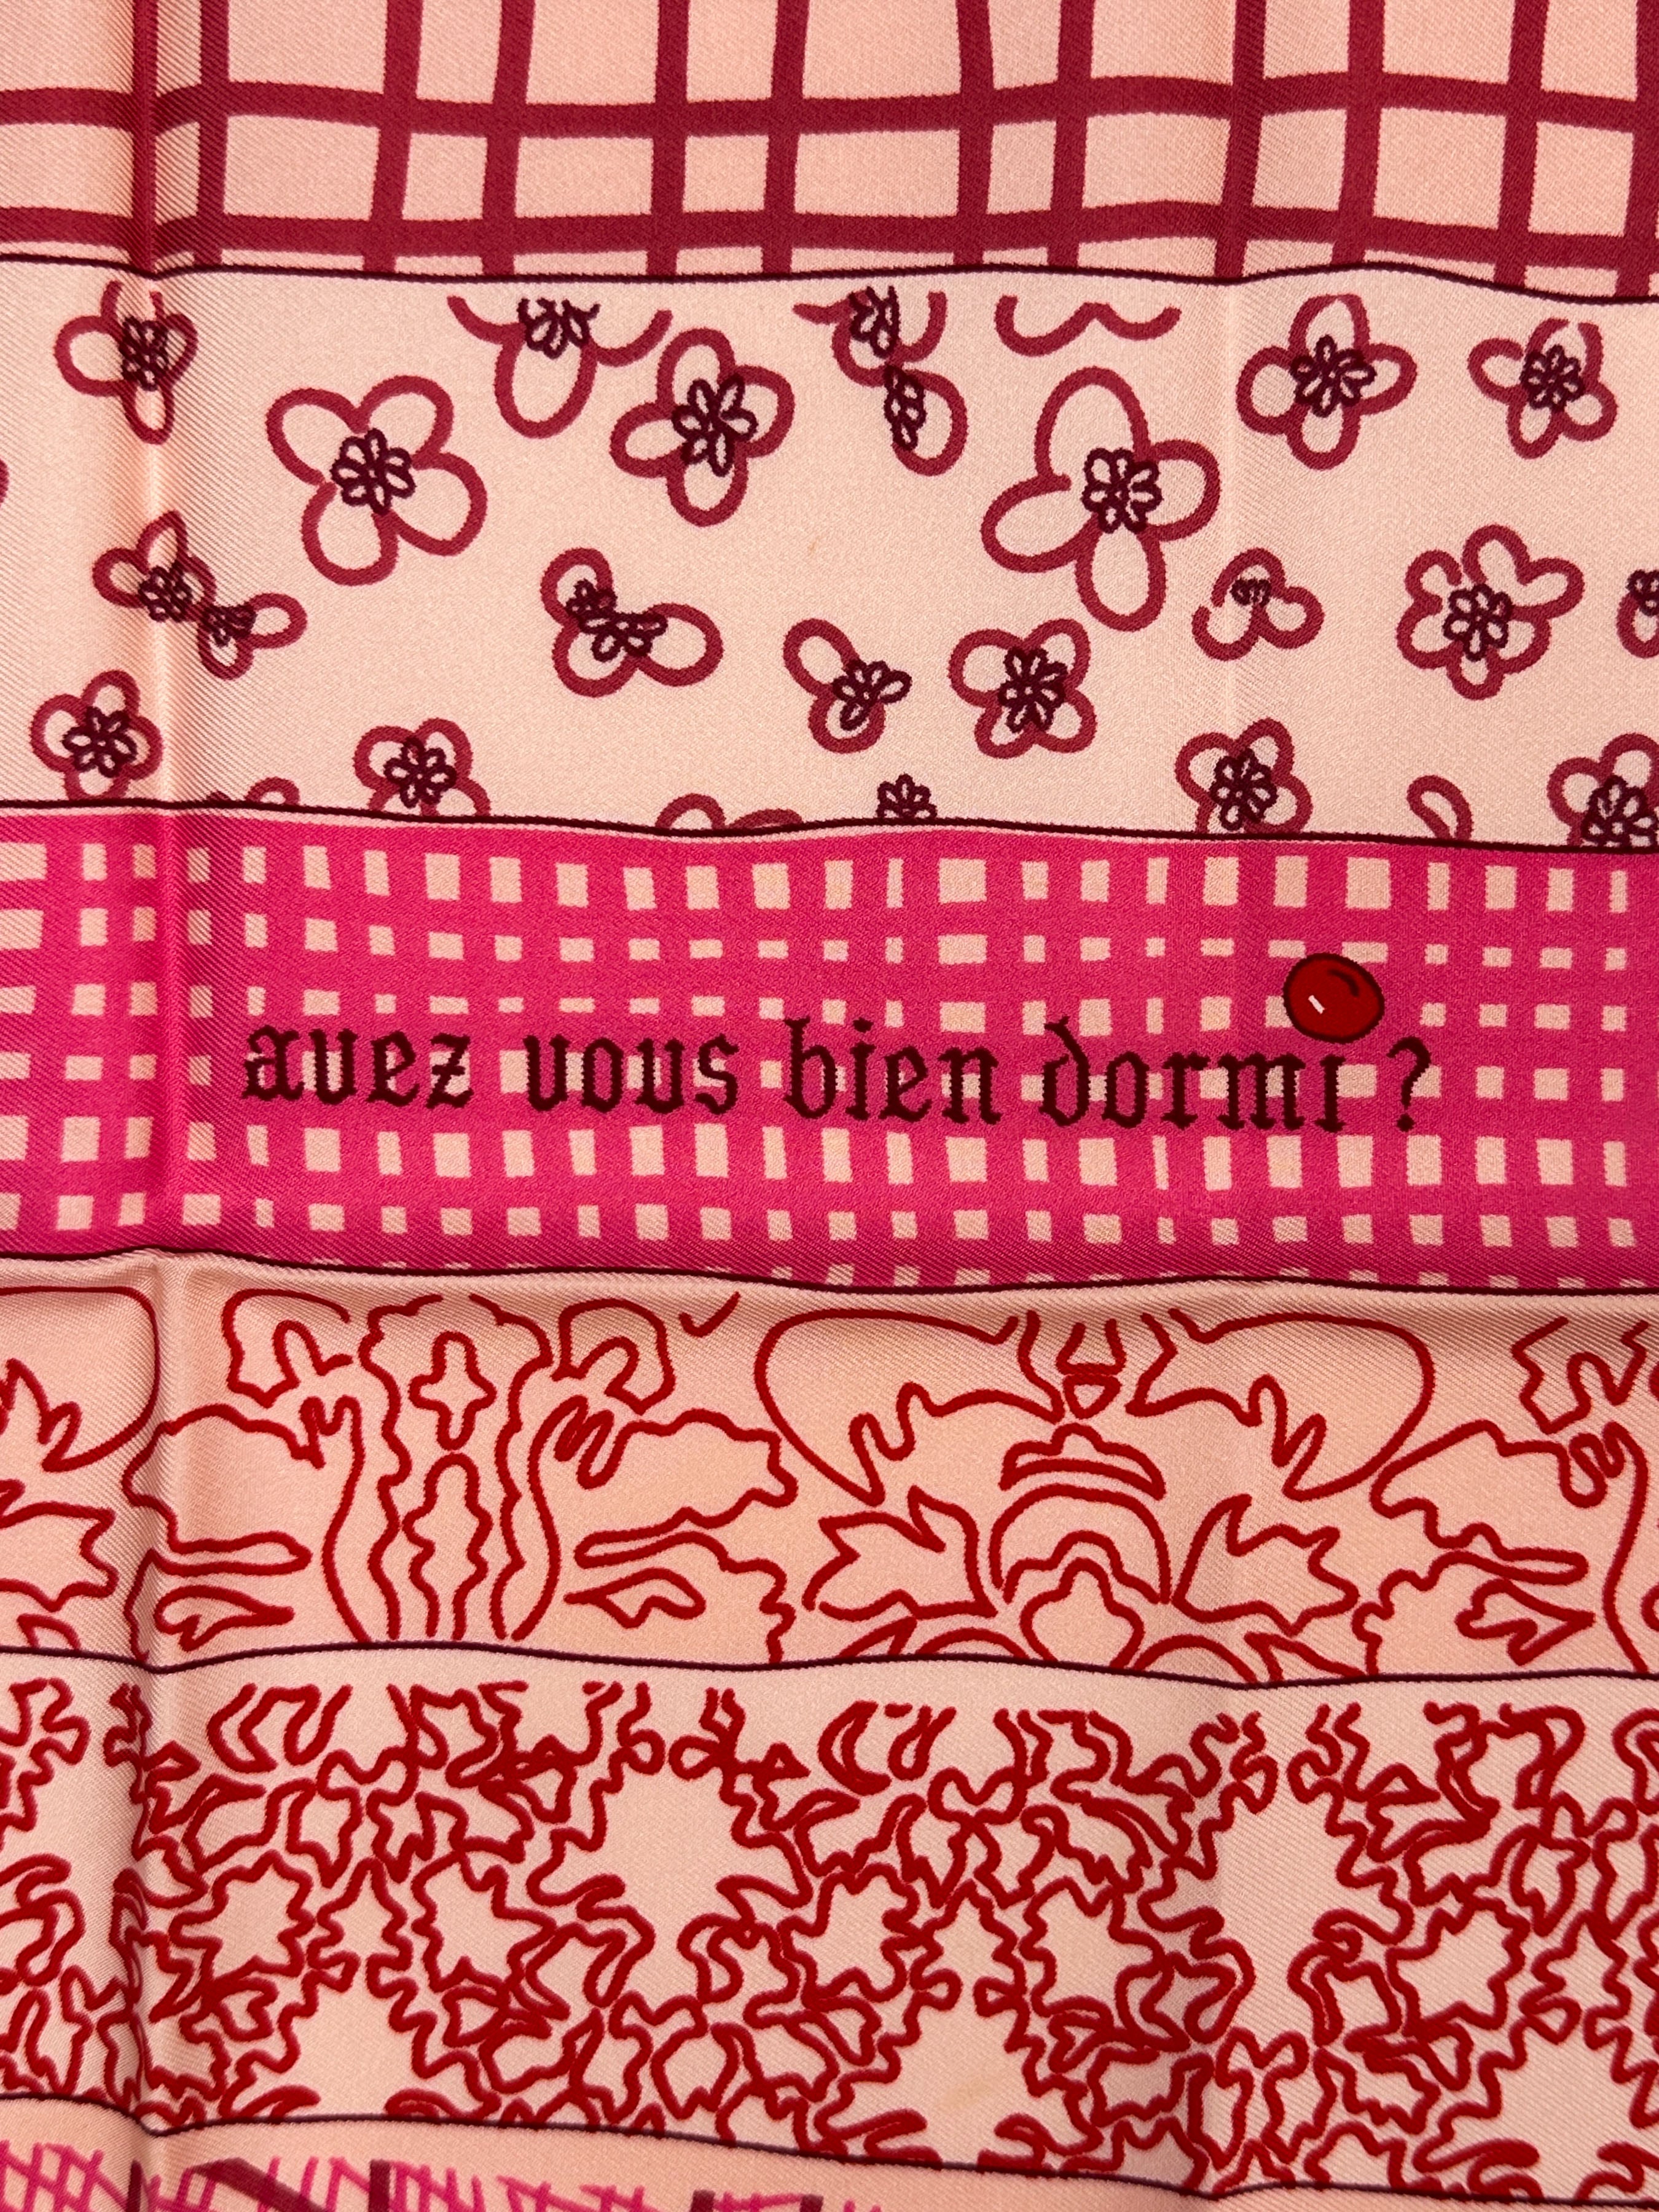 avez vous bien dormi ?